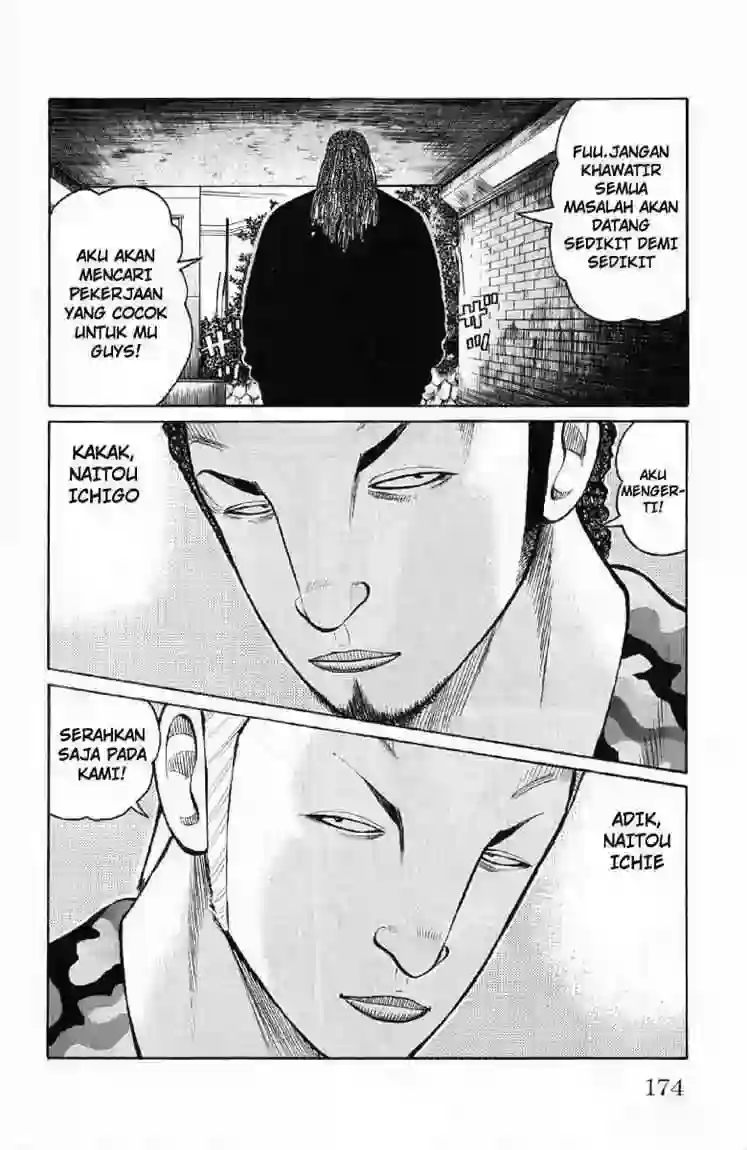 FUU.JANGAN
KHAWATIR
SEMUA
MASALAH AKAN
DATANG
SEDIKIT DEMI
SEDIKIT
AKU AKAN
MENCARI
PEKERJAAN
YANG COCOK
UNTUK MU
GUYS!
AKU
MENGER-
TI!
KAKAK,
NAITOU
ICHIGO
SERAHKAN
SAJA PADA
KAMI!
ADIK,
NAITOU
ICHIE
174